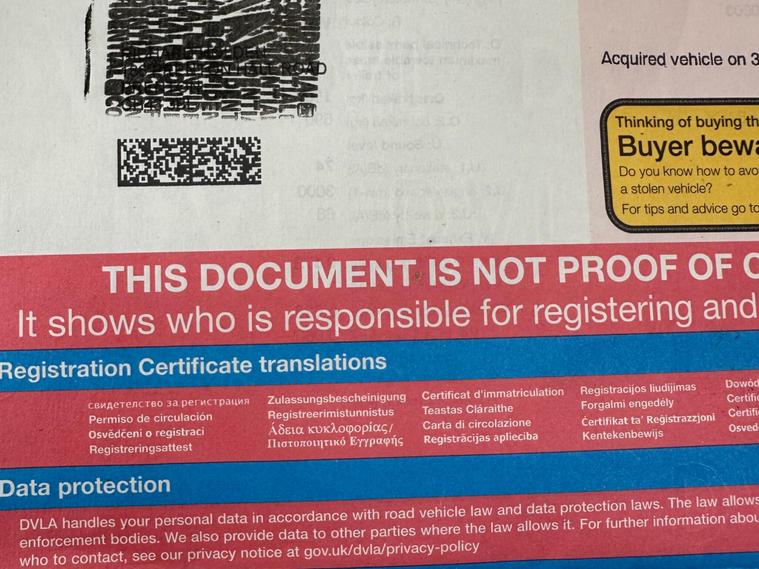 ROAD
Acquired vehicle on 3
Thinking of buying th
Buyer bewa
Do you know how to avo
a stolen vehicle?
For tips and advice go to
THIS DOCUMENT IS NOT PROOF OF O
It shows who is responsible for registering and
Registration Certificate translations
свидетелство за регистрация
Permiso de circulación
Osvědčení o registraci
Registreringsattest
Zulassungsbescheinigung
Registreerimistunnistus
Άδεια κυκλοφορίας/
Πιστοποιητικό Εγγραφής
Certificat d'immatriculation
Teastas Cláraithe
Carta di circolazione
Reģistrācijas apliecība
Registracijos liudijimas
Forgalmi engedély
Ċertifikat ta' Reġistrazzjoni
Kentekenbewijs
Dowód
Certific
Certific
Osved
Data protection
DVLA handles your personal data in accordance with road vehicle law and data protection laws. The law allows
enforcement bodies. We also provide data to other parties where the law allows it. For further information abou
who to contact, see our privacy notice at gov.uk/dvla/privacy-policy